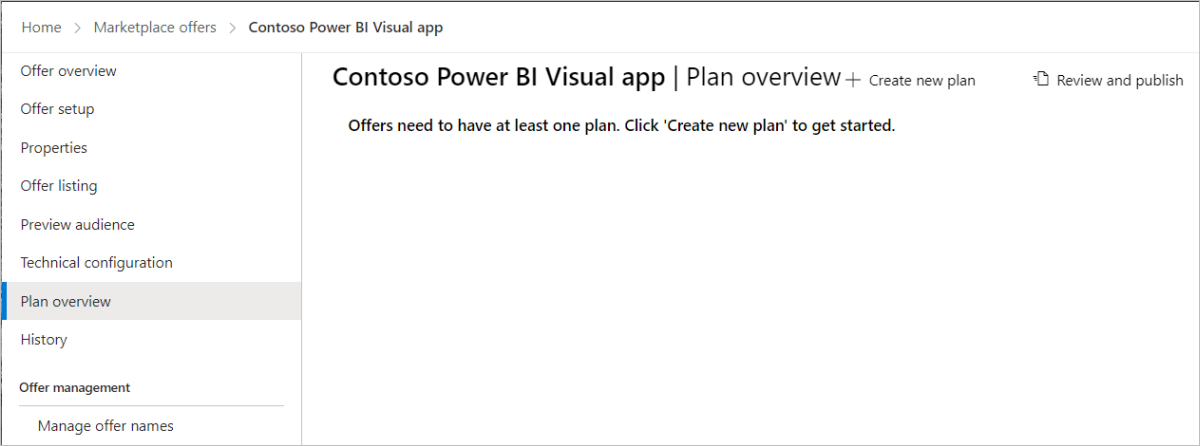 Home > Marketplace offers > Contoso Power BI Visual app
Offer overview
Offer setup
Properties
Offer listing
Preview audience
Technical configuration
Plan overview
History
Offer management
Manage offer names
Contoso Power BI Visual app | Plan overview + Create new plan Review and publish
Offers need to have at least one plan. Click 'Create new plan' to get started.